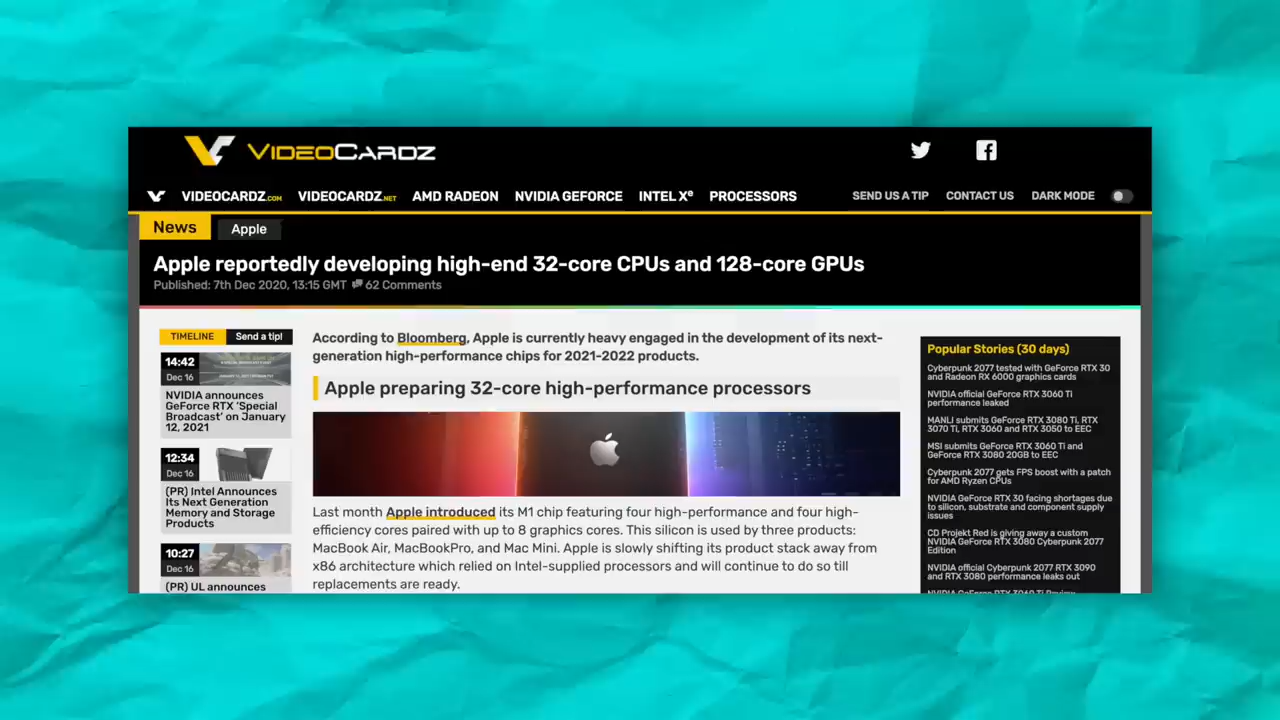 VIDEOCARDZ
VIDEOCARDZ.COM VIDEOCARDZ.NET AMD RADEON NVIDIA GEFORCE INTEL Xe PROCESSORS SEND US A TIP CONTACT US DARK MODE
News Apple
Apple reportedly developing high-end 32-core CPUs and 128-core GPUs
Published: 7th Dec 2020, 13:15 GMT 62 Comments
TIMELINE Send a tip!
14:42
Dec 16
NVIDIA announces
GeForce RTX ‘Special
Broadcast’ on January
12, 2021
12:34
Dec 16
(PR) Intel Announces
Its Next Generation
Memory and Storage
Products
10:27
Dec 16
(PR) UL announces
According to Bloomberg, Apple is currently heavy engaged in the development of its next-
generation high-performance chips for 2021-2022 products.
Apple preparing 32-core high-performance processors
Last month Apple introduced its M1 chip featuring four high-performance and four high-
efficiency cores paired with up to 8 graphics cores. This silicon is used by three products:
MacBook Air, MacBookPro, and Mac Mini. Apple is slowly shifting its product stack away from
x86 architecture which relied on Intel-supplied processors and will continue to do so till
replacements are ready.
Popular Stories (30 days)
Cyberpunk 2077 tested with GeForce RTX 30
and Radeon RX 6000 graphics cards
NVIDIA official GeForce RTX 3060 Ti
performance leaked
MANLI submits GeForce RTX 3080 Ti, RTX
3070 Ti, RTX 3060 and RTX 3050 to EEC
MSI submits GeForce RTX 3060 Ti and
GeForce RTX 3080 20GB to EEC
Cyberpunk 2077 gets FPS boost with a patch
for AMD Ryzen CPUs
NVIDIA GeForce RTX 30 facing shortages due
to silicon, substrate and component supply
issues
CD Projekt Red is giving away a custom
NVIDIA GeForce RTX 3080 Cyberpunk 2077
Edition
NVIDIA official Cyberpunk 2077 RTX 3090
and RTX 3080 performance leaks out
NVIDIA GeForce RTX 3060 Ti Review